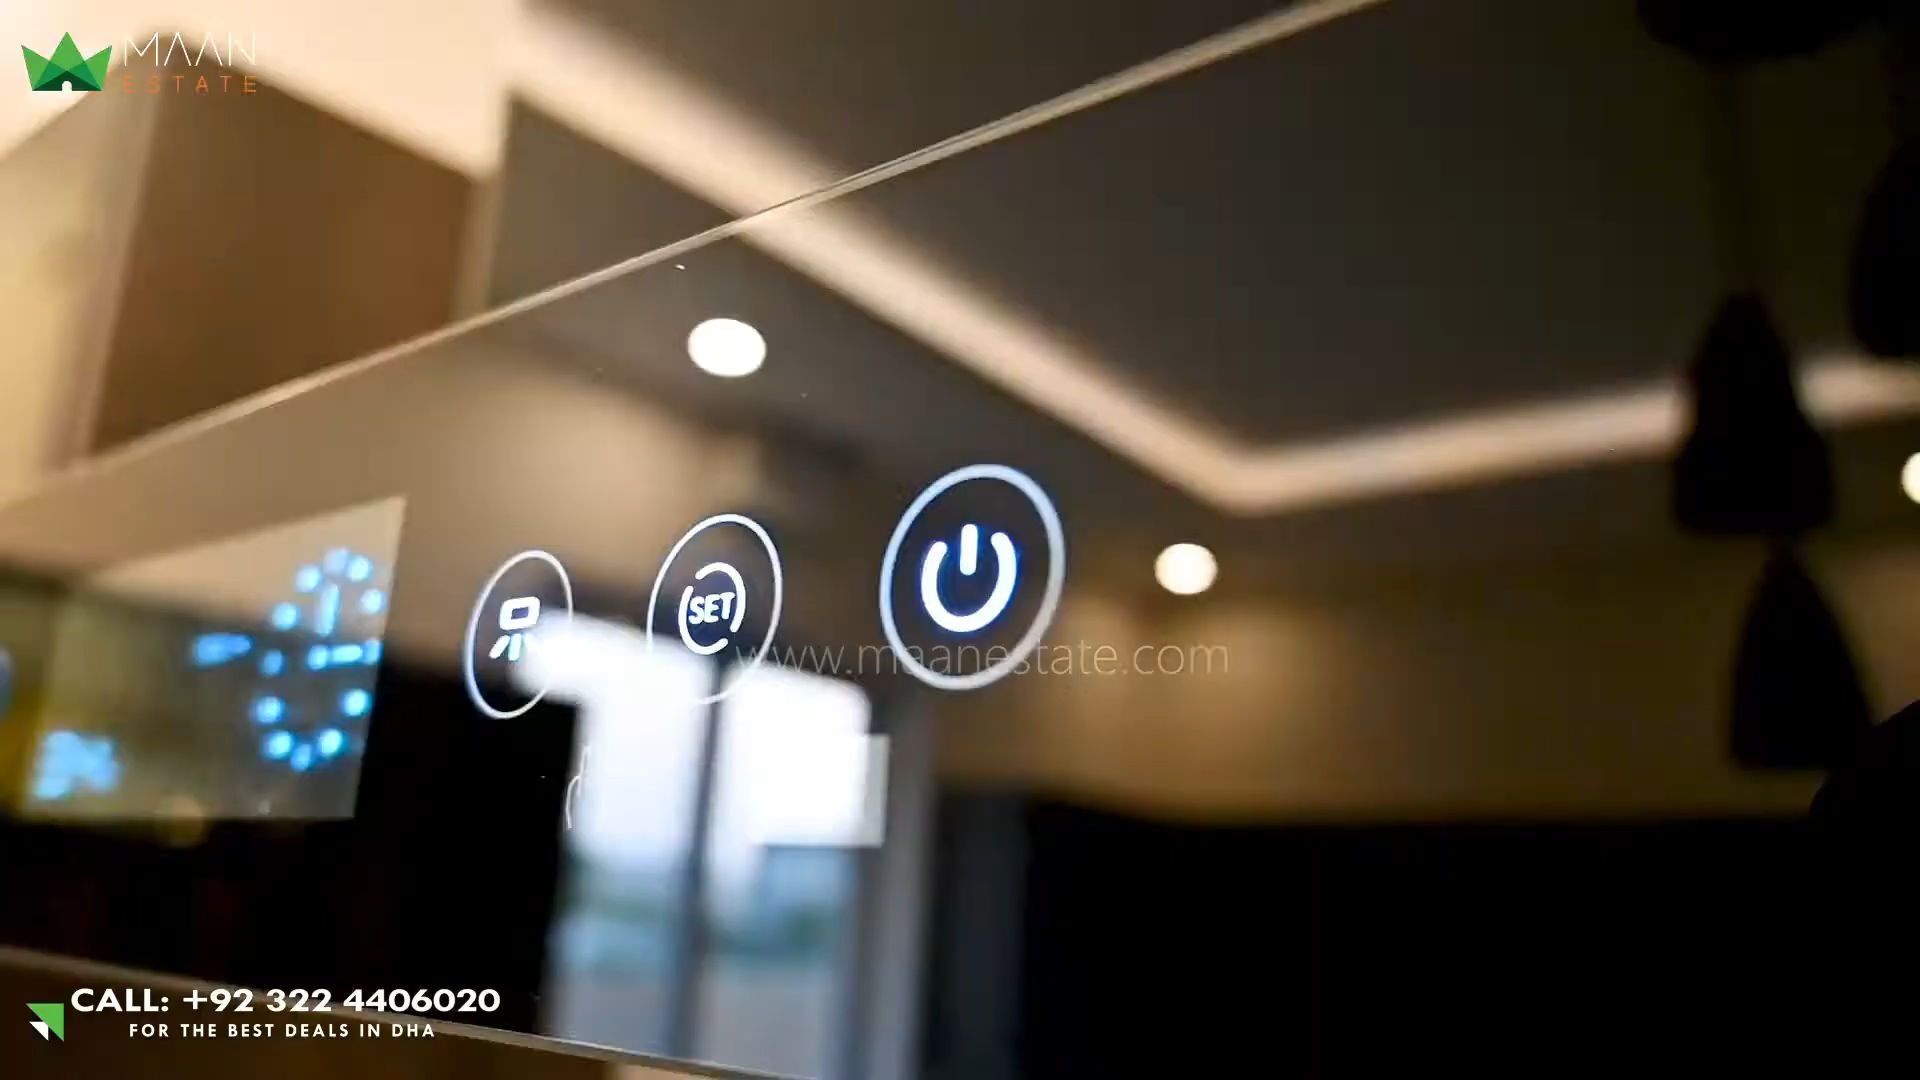 MAAN
ESTATE
SET
www.maanestate.com
CALL: +92 322 4406020
FOR THE BEST DEALS IN DHA